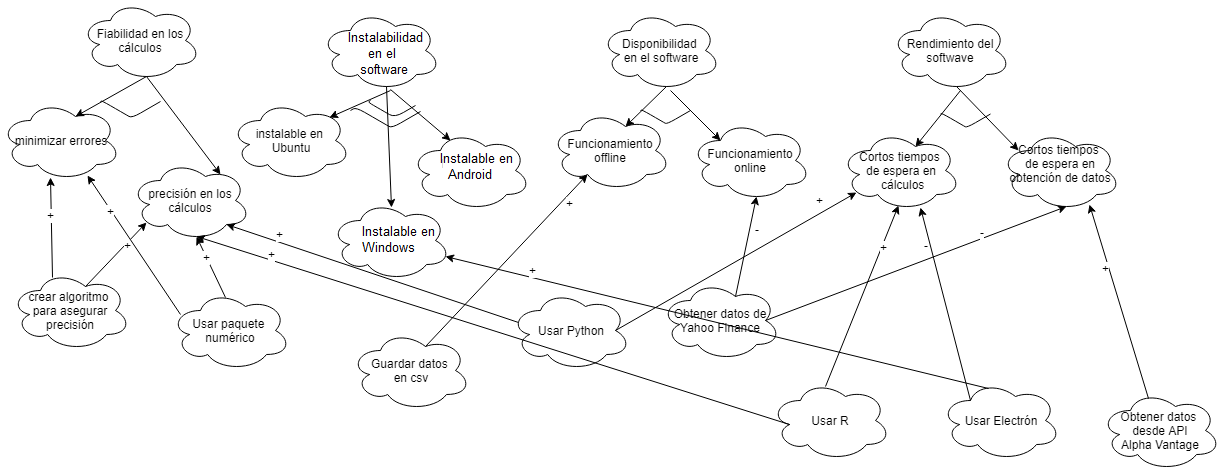 Fiabilidad en los
cálculos
Instalabilidad
en el
software
Disponibilidad
en el software
Rendimiento del
softwave
minimizar errores
instalable en
Ubuntu
Instalable en
Android
Funcionamiento
offline
Funcionamiento
online
Cortos tiempos
de espera en
cálculos
Cortos tiempos
de espera en
obtención de datos
precisión en los
cálculos
Instalable en
Windows
+
+
+
+
+
+
+
+
-
+
+
-
-
+
crear algoritmo
para asegurar
precisión
Usar paquete
numérico
Guardar datos
en csv
Usar Python
Obtener datos de
Yahoo Finance
Usar R
Usar Electrón
Obtener datos
desde API
Alpha Vantage